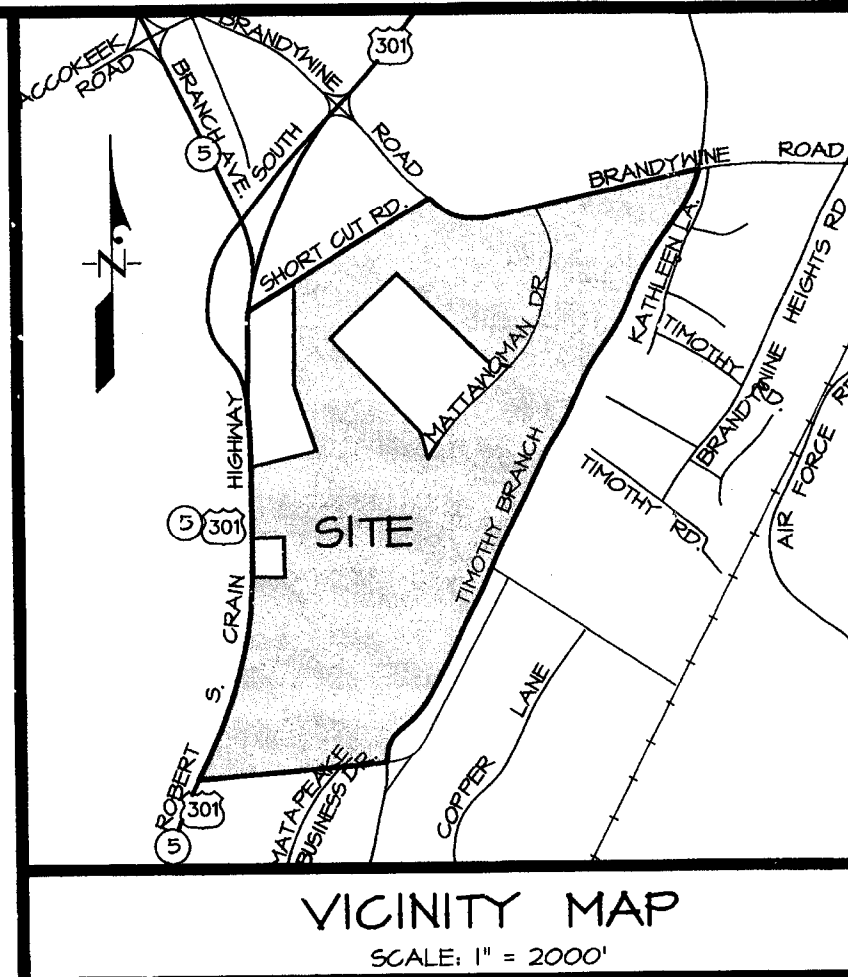 ACCOKEEK
ROAD
BRANDYWINE
ROAD
301
BRANCH AVE.
5
SOUTH
SHORT CUT RD.
BRANDYWINE
ROAD
KATHLEEN LA.
TIMOTHY
RD.
BRANDYWINE HEIGHTS RD
MATTAWOMAN DR.
N
HIGHWAY
5
301
SITE
TIMOTHY BRANCH
TIMOTHY RD.
AIR FORCE
CRAIN
S.
ROBERT
301
5
MATAPEAKE
BUSINESS DR.
COPPER LANE
VICINITY MAP
SCALE: 1" = 2000'